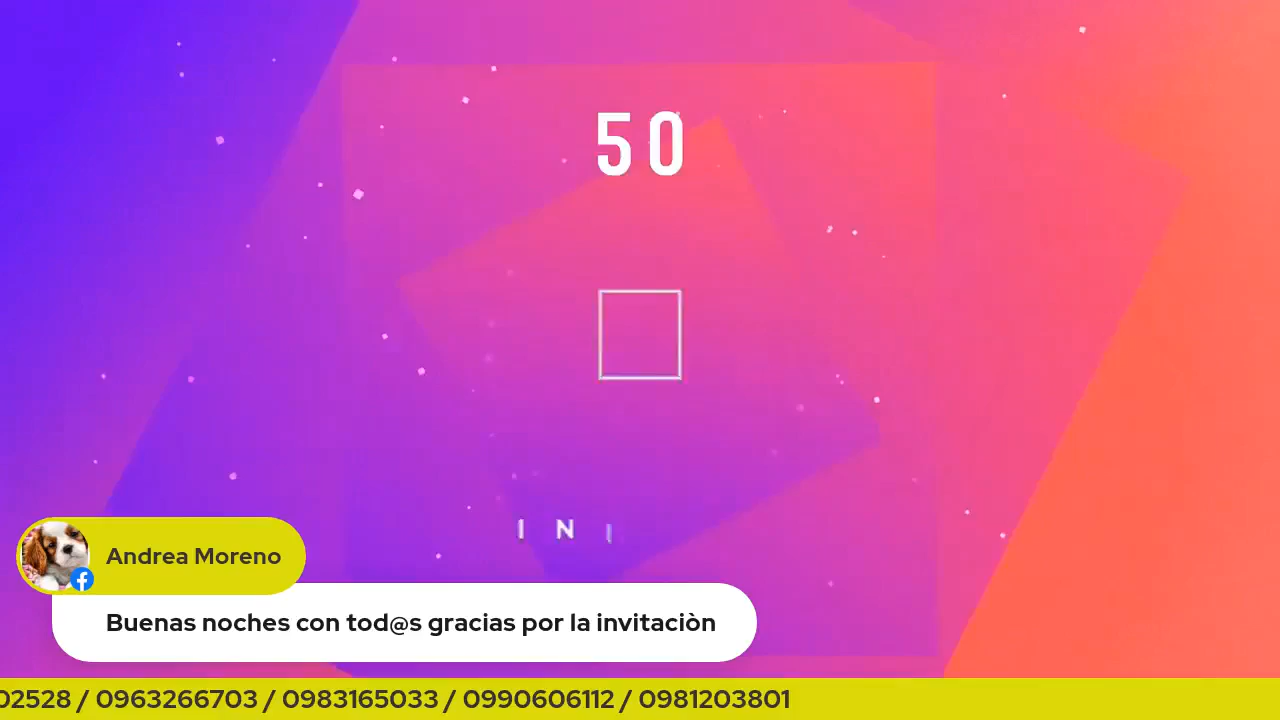 50
I N
Andrea Moreno
Buenas noches con tod@s gracias por la invitaciòn
02528 / 0963266703 / 0983165033 / 0990606112 / 0981203801